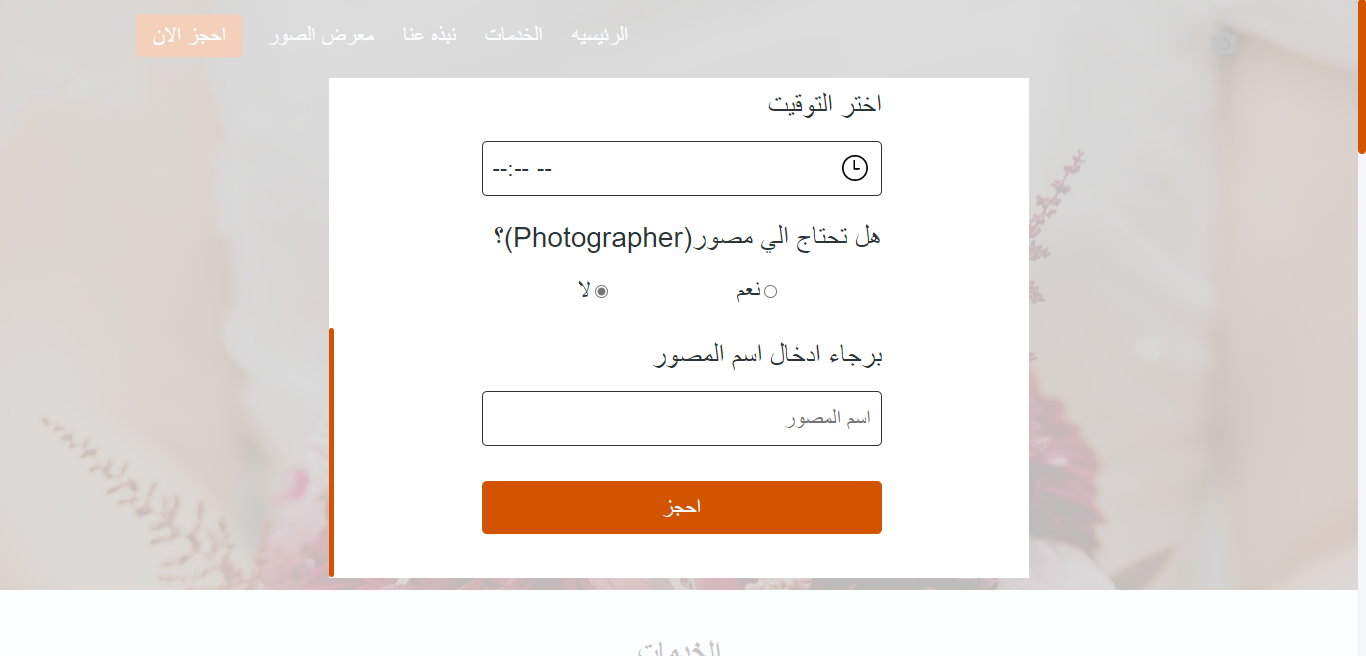 الرئيسيه الخدمات نبذه عنا معرض الصور احجز الان
اختر التوقيت
--:-- --
هل تحتاج الي مصور(Photographer)؟
نعم لا
برجاء ادخال اسم المصور
اسم المصور
احجز
الخدمات